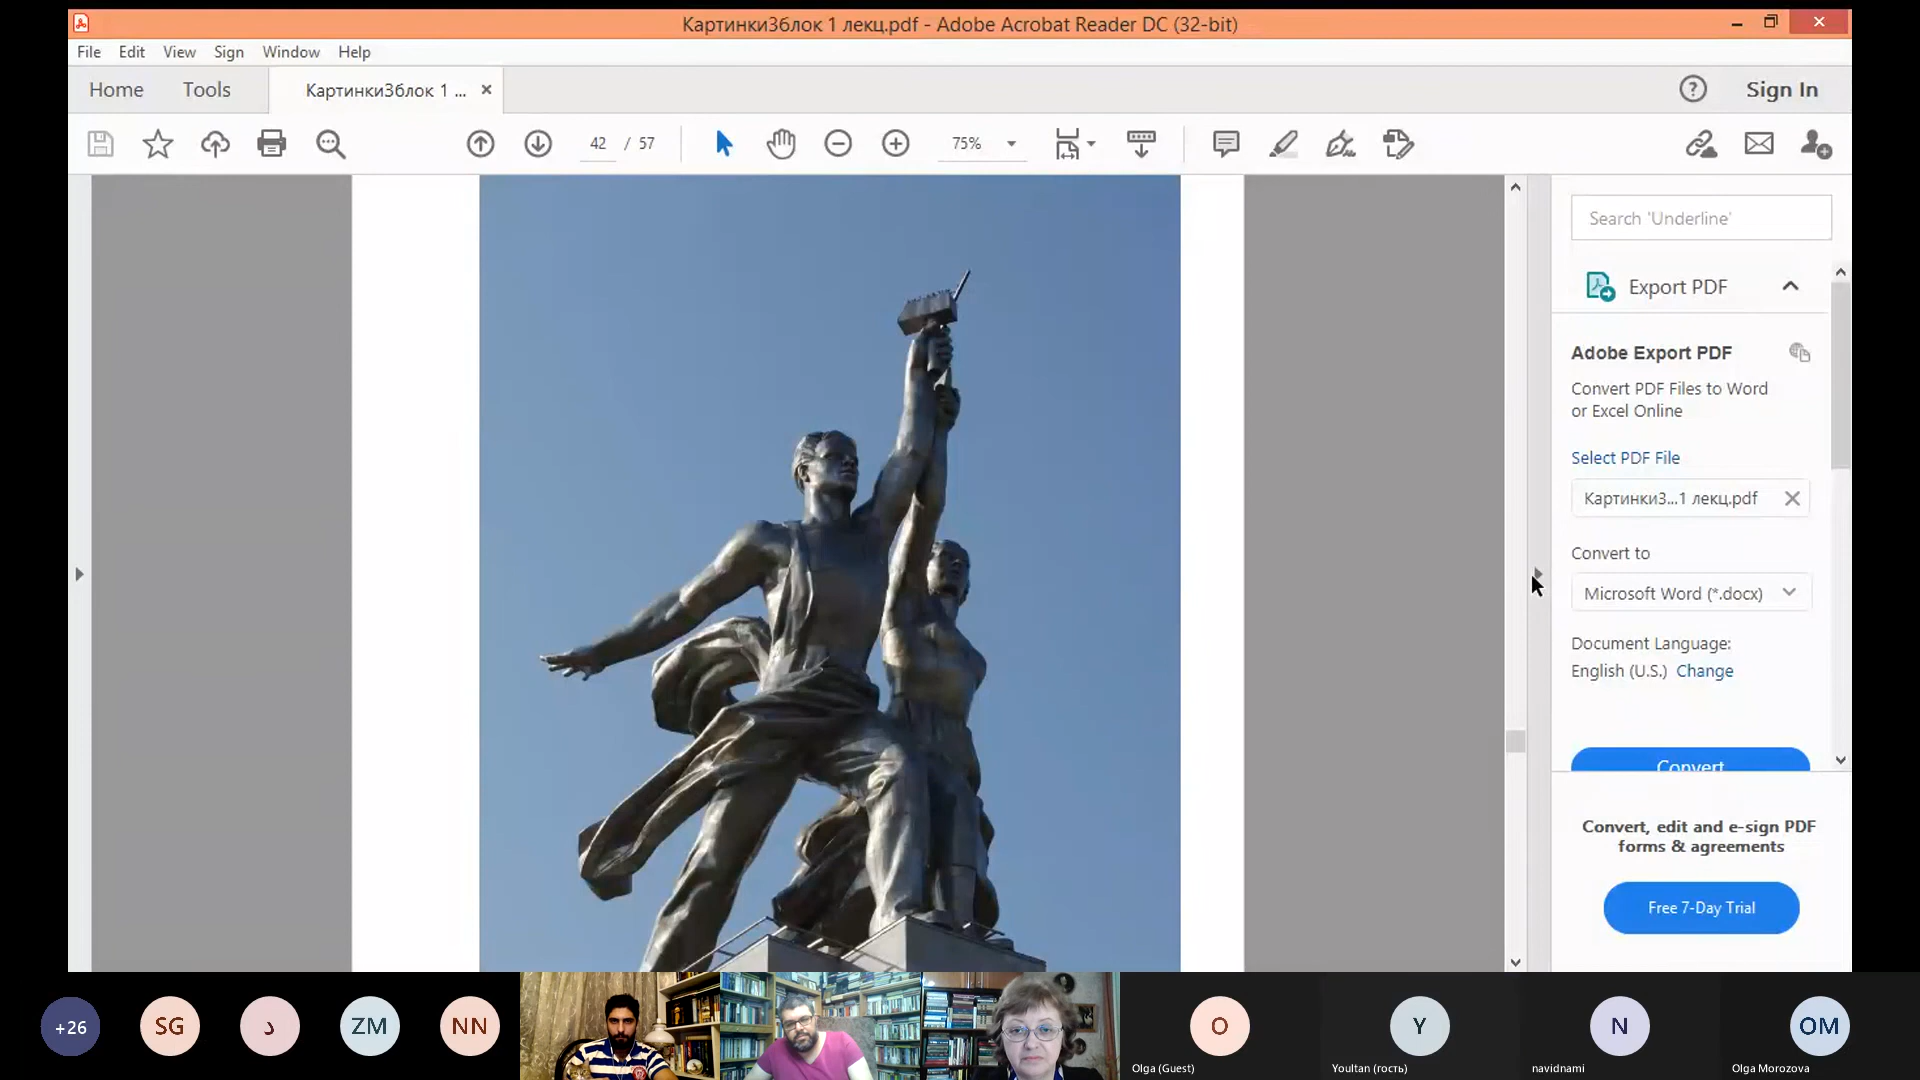 Картинки3блок 1 лекц.pdf - Adobe Acrobat Reader DC (32-bit)
File Edit View Sign Window Help
Home Tools Картинки3блок 1 ... Sign In
42 / 57 75%
Search 'Underline'
Export PDF
Adobe Export PDF
Convert PDF Files to Word
or Excel Online
Select PDF File
Картинки3...1 лекц.pdf
Convert to
Microsoft Word (*.docx)
Document Language:
English (U.S.) Change
Convert
Convert, edit and e-sign PDF
forms & agreements
Free 7-Day Trial
+26 SG د ZM NN O Y N OM
Olga (Guest) Youltan (гость) navidnami Olga Morozova